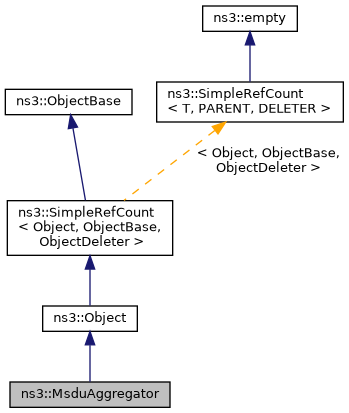 ns3::empty
ns3::ObjectBase
ns3::SimpleRefCount
< T, PARENT, DELETER >
< Object, ObjectBase,
ObjectDeleter >
ns3::SimpleRefCount
< Object, ObjectBase,
ObjectDeleter >
ns3::Object
ns3::MsduAggregator